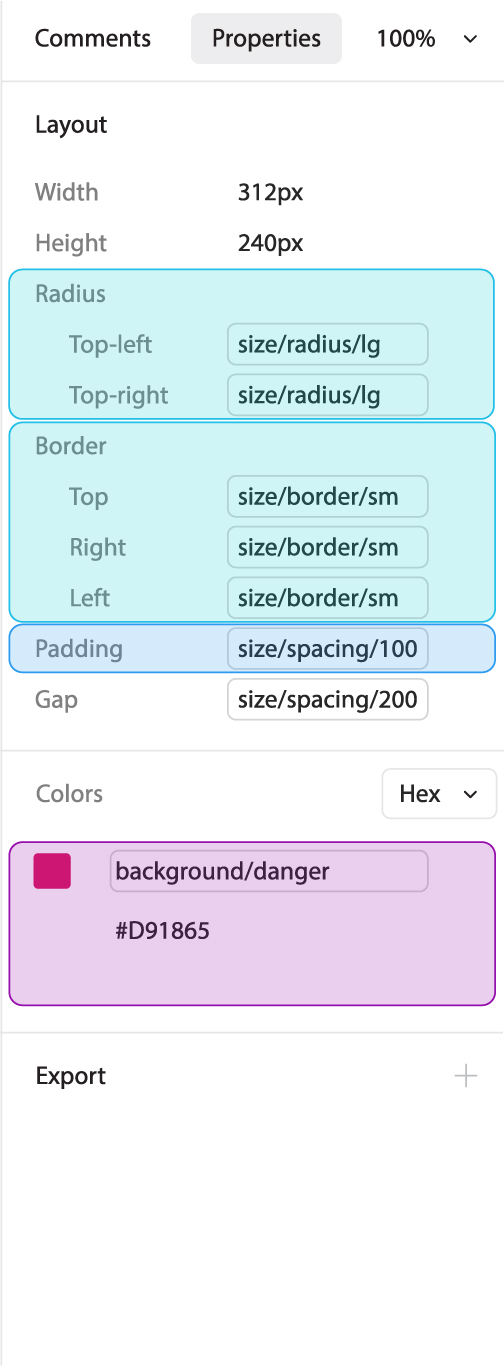 Comments Properties 100%
Layout
Width 312px
Height 240px
Radius
Top-left size/radius/lg
Top-right size/radius/lg
Border
Top size/border/sm
Right size/border/sm
Left size/border/sm
Padding size/spacing/100
Gap size/spacing/200
Colors Hex
background/danger
#D91865
Export